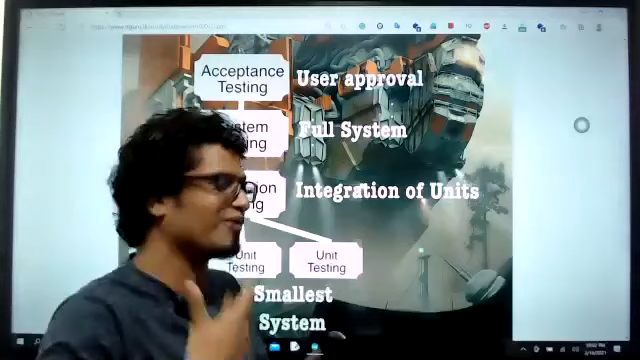 Acceptance
Testing
User approval
Full System
Integration of Units
Unit
Testing
Unit
Testing
Smallest
System